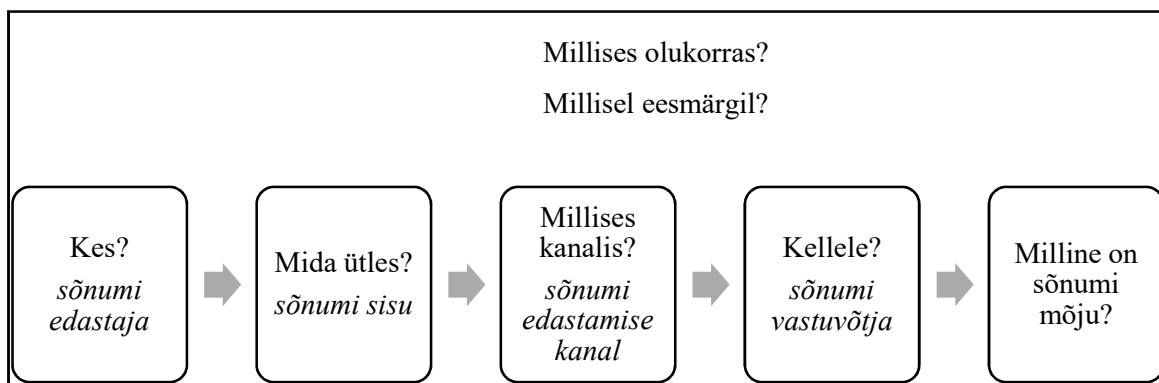 Millises olukorras?
Millisel eesmärgil?
Kes?
sõnumi
edastaja
Mida ütles?
sõnumi sisu
Millises
kanalis?
sõnumi
edastamise
kanal
Kellele?
sõnumi
vastuvõtja
Milline on
sõnumi
mõju?